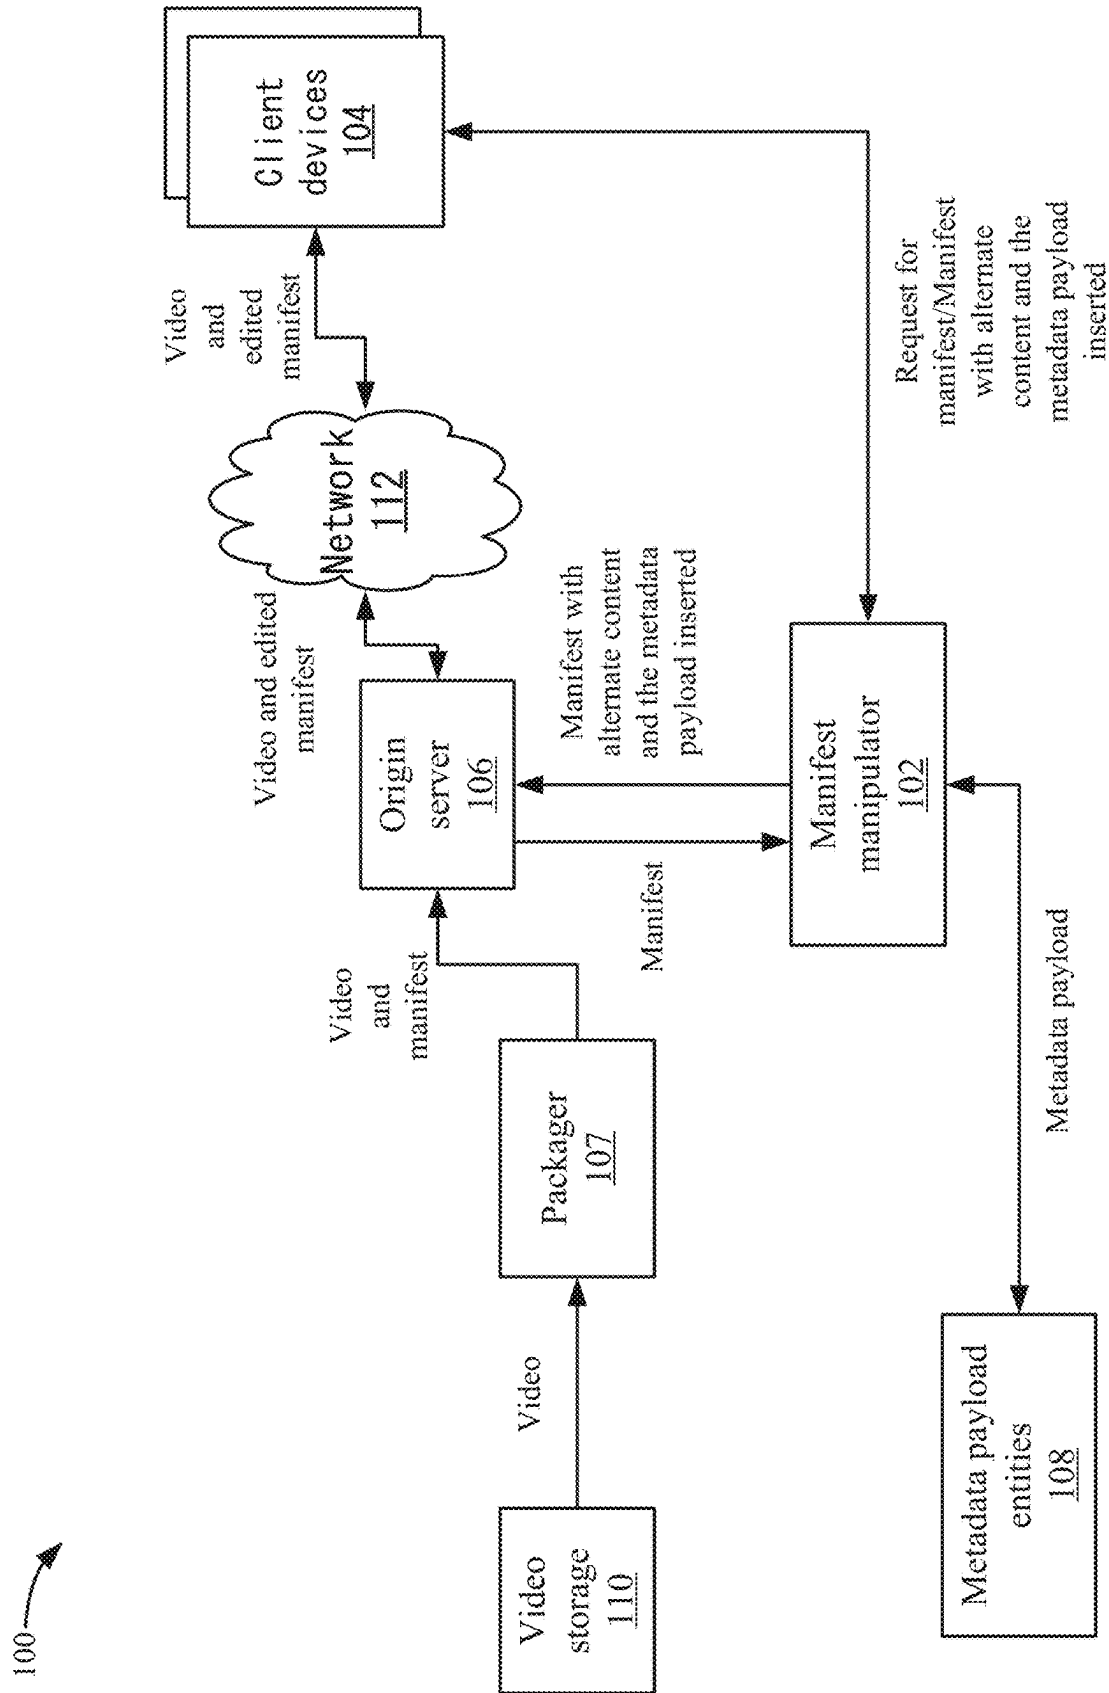 100
Video
storage
110
Video
Packager
107
Video
and
manifest
Origin
server
106
Video and edited
manifest
Network
112
Video
and
edited
manifest
Client
devices
104
Manifest
Manifest with
alternate content
and the metadata
payload inserted
Manifest
manipulator
102
Request for
manifest/Manifest
with alternate
content and the
metadata payload
inserted
Metadata payload
entities
108
Metadata payload